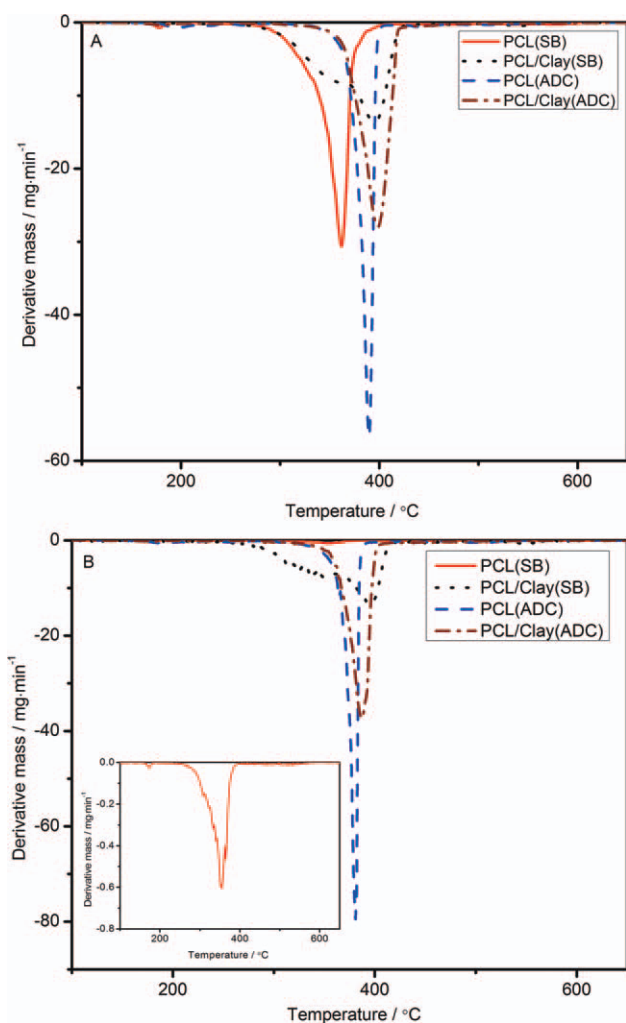 A
PCL(SB)
PCL/Clay(SB)
PCL(ADC)
PCL/Clay(ADC)
0
-20
-40
-60
Derivative mass / mg·min⁻¹
200
400
600
Temperature / °C
B
PCL(SB)
PCL/Clay(SB)
PCL(ADC)
PCL/Clay(ADC)
0
-20
-40
-60
-80
Derivative mass / mg·min⁻¹
0.0
-0.2
-0.4
-0.6
-0.8
Derivative mass / mg·min⁻¹
200
400
600
Temperature / °C
200
400
600
Temperature / °C